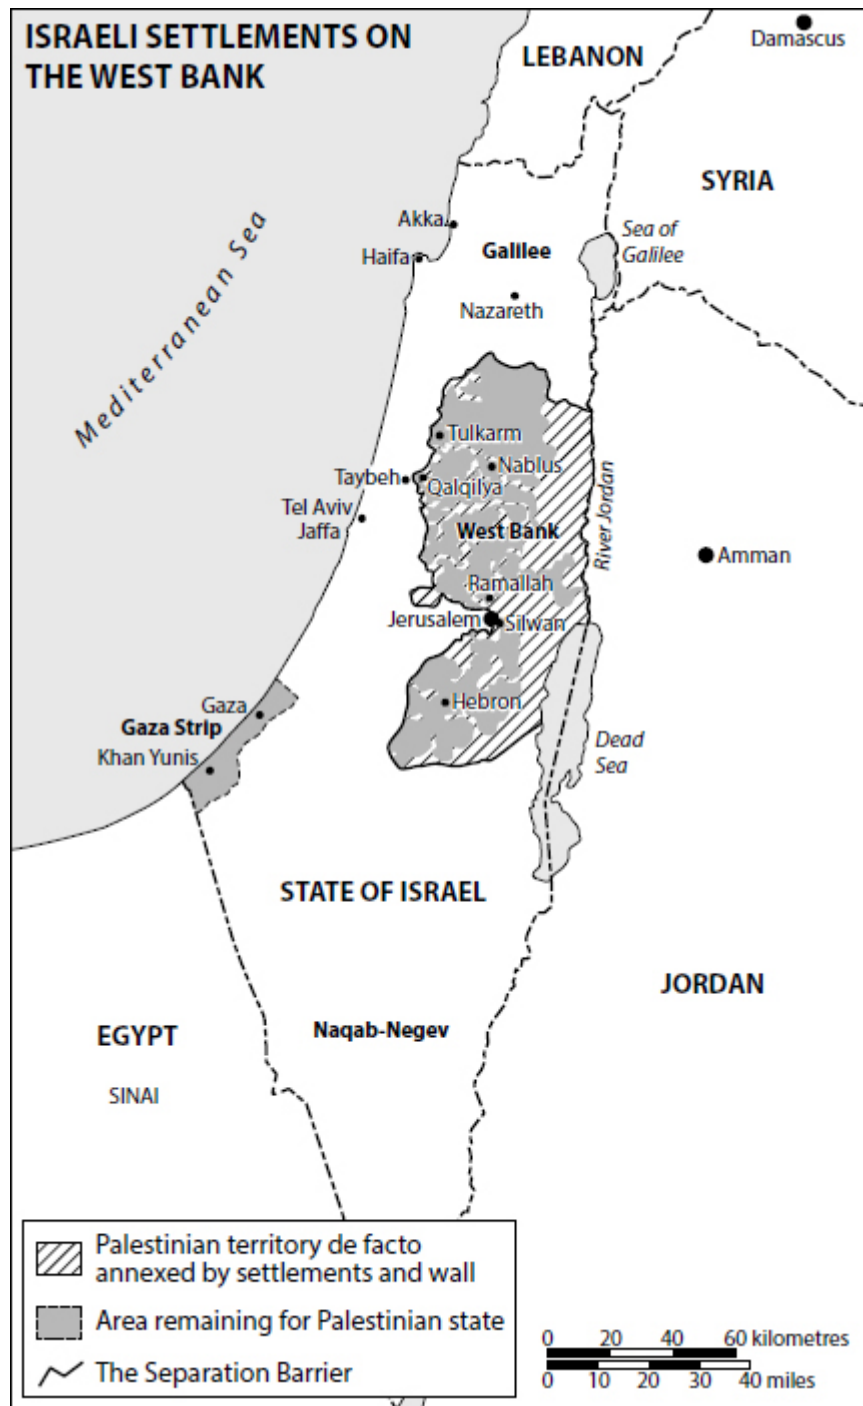 ISRAELI SETTLEMENTS ON
THE WEST BANK
LEBANON
Damascus
SYRIA
Mediterranean Sea
Akka
Haifa
Galilee
Sea of
Galilee
Nazareth
Tulkarm
Nablus
Taybeh
Qalqilya
Tel Aviv
Jaffa
West Bank
River Jordan
Amman
Ramallah
Jerusalem
Silwan
Gaza
Hebron
Gaza Strip
Khan Yunis
Dead
Sea
STATE OF ISRAEL
JORDAN
EGYPT
Naqab-Negev
SINAI
Palestinian territory de facto
annexed by settlements and wall
Area remaining for Palestinian state
The Separation Barrier
0 20 40 60 kilometres
0 10 20 30 40 miles